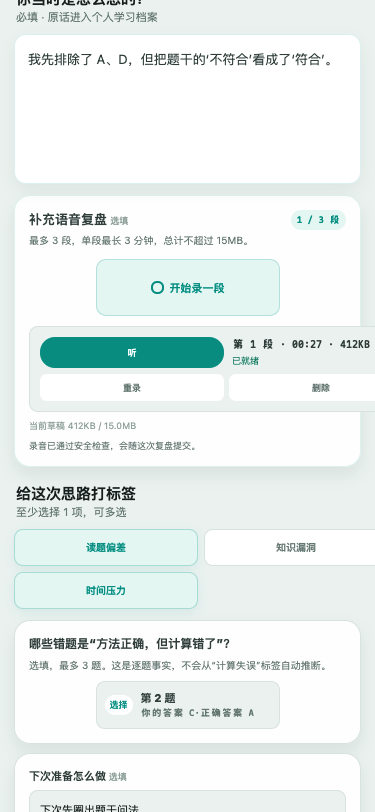 必填 · 原话进入个人学习档案
我先排除了 A、D，但把题干的‘不符合’看成了‘符合’。
补充语音复盘 选填
1 / 3 段
最多 3 段，单段最长 3 分钟，总计不超过 15MB。
开始录一段
听
第 1 段 · 00:27 · 412KB
已就绪
重录
删除
当前草稿 412KB / 15.0MB
录音已通过安全检查，会随这次复盘提交。
给这次思路打标签
至少选择 1 项，可多选
读题偏差
知识漏洞
时间压力
哪些错题是“方法正确，但计算错了”？
选填，最多 3 题。这是逐题事实，不会从“计算失误”标签自动推断。
选择
第 2 题
你的答案 C·正确答案 A
下次准备怎么做 选填
下次先圈出题干问法